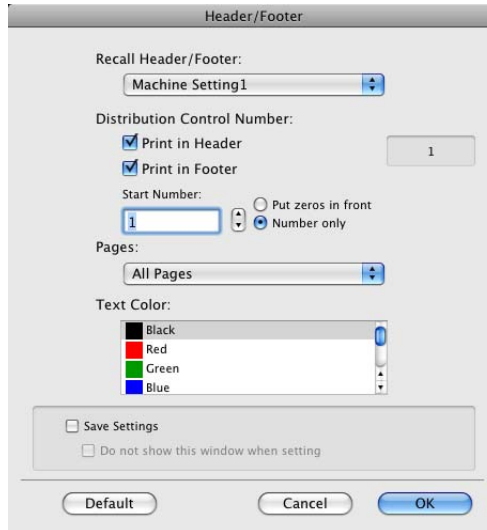 Header/Footer
Recall Header/Footer:
Machine Setting1
Distribution Control Number:
Print in Header
1
Print in Footer
Start Number:
Put zeros in front
1
Number only
Pages:
All Pages
Text Color:
Black
Red
Green
Blue
Save Settings
Do not show this window when setting
Default Cancel OK